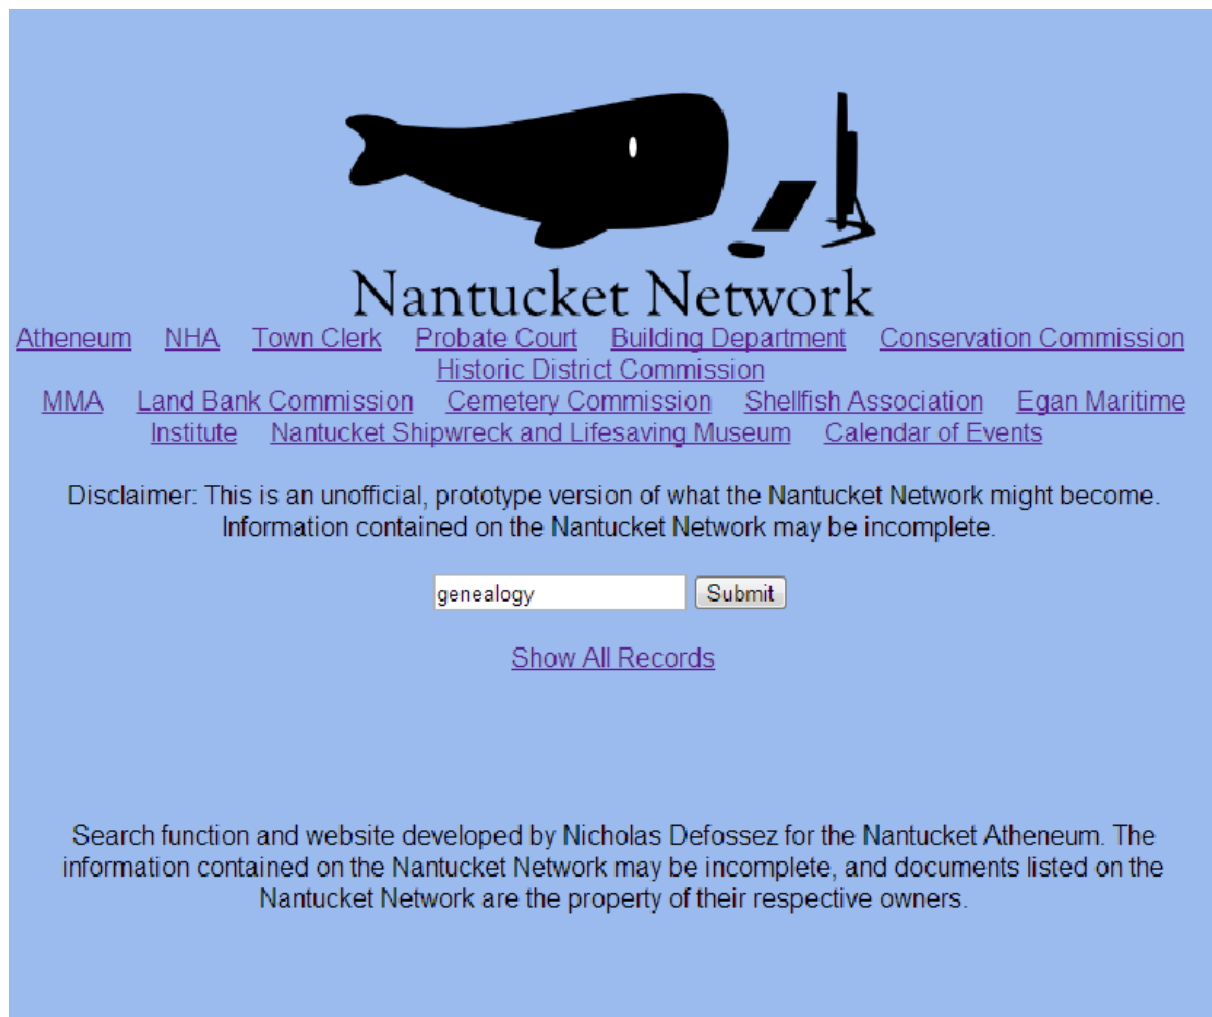 Nantucket Network
Atheneum NHA Town Clerk Probate Court Building Department Conservation Commission
Historic District Commission
MMA Land Bank Commission Cemetery Commission Shellfish Association Egan Maritime
Institute Nantucket Shipwreck and Lifesaving Museum Calendar of Events
Disclaimer: This is an unofficial, prototype version of what the Nantucket Network might become.
Information contained on the Nantucket Network may be incomplete.
genealogy Submit
Show All Records
Search function and website developed by Nicholas Defossez for the Nantucket Atheneum. The
information contained on the Nantucket Network may be incomplete, and documents listed on the
Nantucket Network are the property of their respective owners.